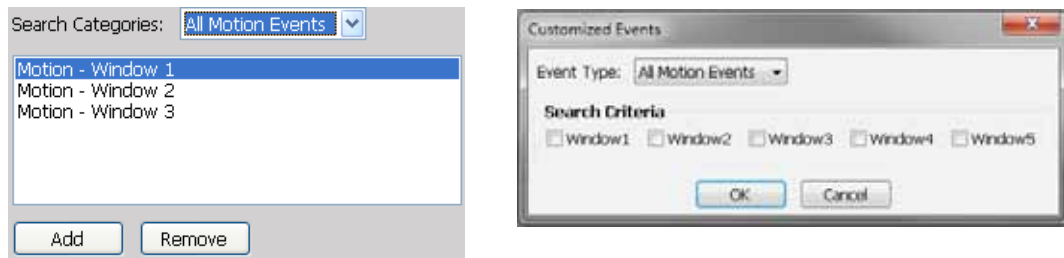 Search Categories: All Motion Events
Motion - Window 1
Motion - Window 2
Motion - Window 3
Add Remove
Customized Events
Event Type: All Motion Events
Search Criteria
Window1 Window2 Window3 Window4 Window5
OK Cancel